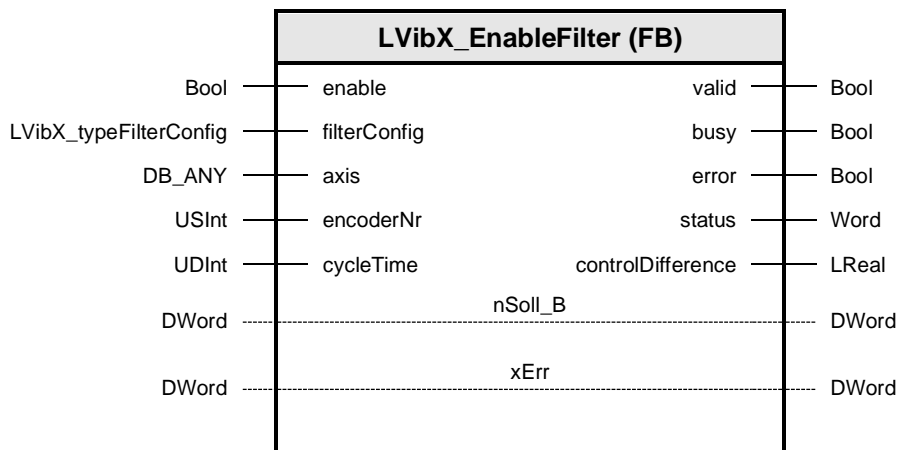 LVibX_EnableFilter (FB)
Bool enable valid Bool
LVibX_typeFilterConfig filterConfig busy Bool
DB_ANY axis error Bool
USInt encoderNr status Word
UDInt cycleTime controlDifference LReal
nSoll_B
DWord DWord
xErr
DWord DWord